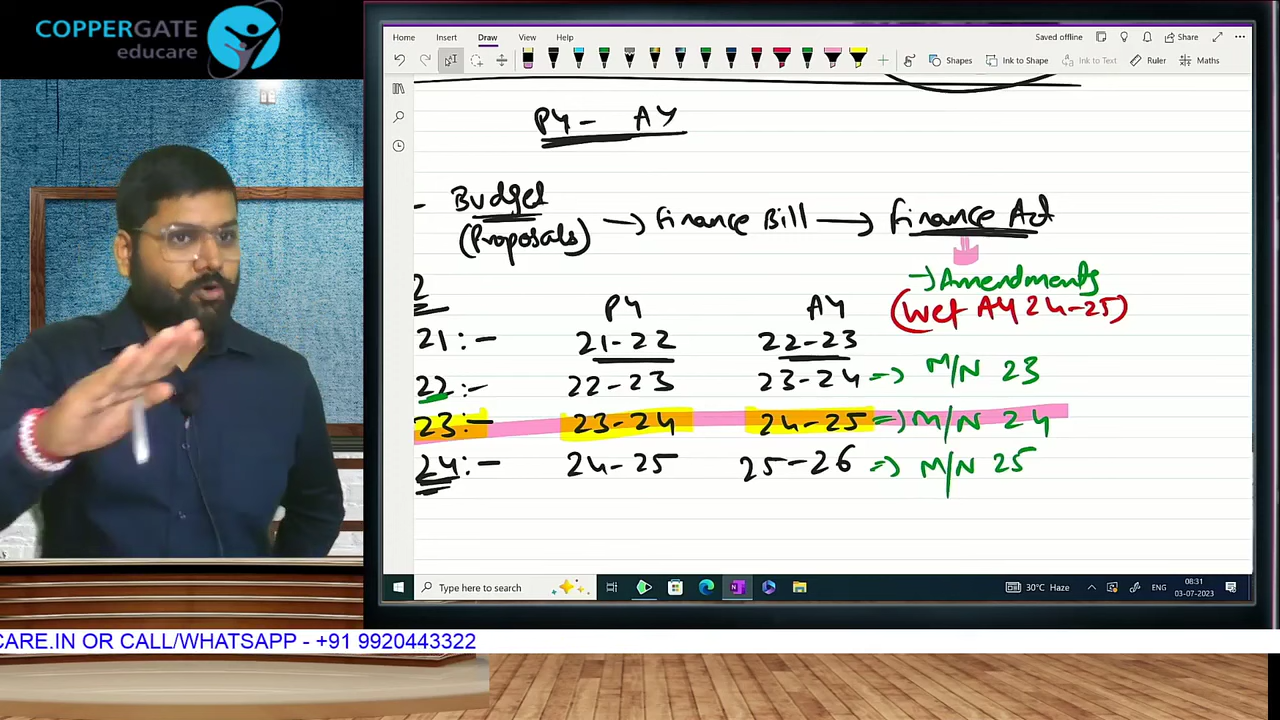 COPPERGATE
educare
Home Insert Draw View Help
Saved offline
Share
Shapes
Ink to Shape
Ink to Text
Ruler
Maths
PY - AY
- Budget
(Proposals) → Finance Bill → Finance Act
→ Amendments
(wef AY 24-25)
2
PY AY
21:- 21-22 22-23
22:- 22-23 23-24 => M/N 23
23:- 23-24 24-25 => M/N 24
24:- 24-25 25-26 => M/N 25
Type here to search
30°C Haze
ENG
08:31
03-07-2023
CARE.IN OR CALL/WHATSAPP - +91 9920443322